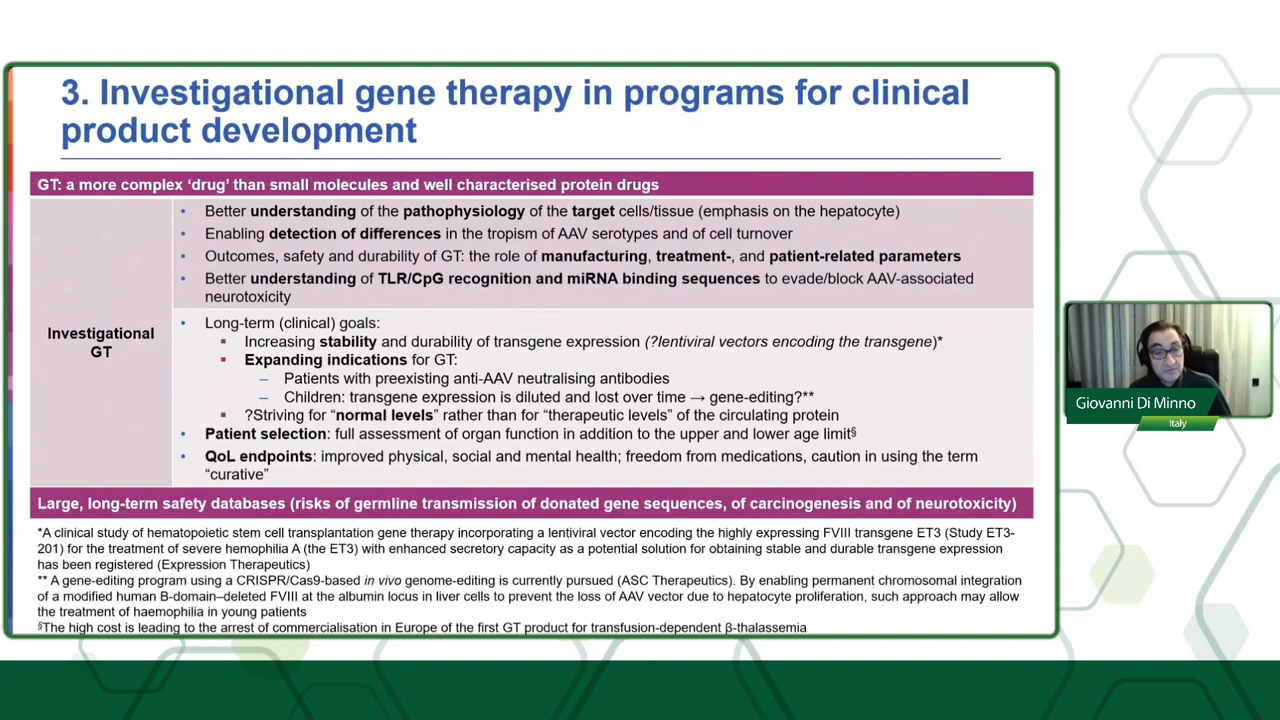 3. Investigational gene therapy in programs for clinical
product development
GT: a more complex ‘drug’ than small molecules and well characterised protein drugs
Investigational
GT
• Better understanding of the pathophysiology of the target cells/tissue (emphasis on the hepatocyte)
• Enabling detection of differences in the tropism of AAV serotypes and of cell turnover
• Outcomes, safety and durability of GT: the role of manufacturing, treatment-, and patient-related parameters
• Better understanding of TLR/CpG recognition and miRNA binding sequences to evade/block AAV-associated
neurotoxicity
• Long-term (clinical) goals:
▪ Increasing stability and durability of transgene expression (?lentiviral vectors encoding the transgene)*
▪ Expanding indications for GT:
– Patients with preexisting anti-AAV neutralising antibodies
– Children: transgene expression is diluted and lost over time → gene-editing?**
▪ ?Striving for “normal levels” rather than for “therapeutic levels” of the circulating protein
• Patient selection: full assessment of organ function in addition to the upper and lower age limit§
• QoL endpoints: improved physical, social and mental health; freedom from medications, caution in using the term
“curative”
Large, long-term safety databases (risks of germline transmission of donated gene sequences, of carcinogenesis and of neurotoxicity)
*A clinical study of hematopoietic stem cell transplantation gene therapy incorporating a lentiviral vector encoding the highly expressing FVIII transgene ET3 (Study ET3-
201) for the treatment of severe hemophilia A (the ET3) with enhanced secretory capacity as a potential solution for obtaining stable and durable transgene expression
has been registered (Expression Therapeutics)
** A gene-editing program using a CRISPR/Cas9-based in vivo genome-editing is currently pursued (ASC Therapeutics). By enabling permanent chromosomal integration
of a modified human B-domain–deleted FVIII at the albumin locus in liver cells to prevent the loss of AAV vector due to hepatocyte proliferation, such approach may allow
the treatment of haemophilia in young patients
§The high cost is leading to the arrest of commercialisation in Europe of the first GT product for transfusion-dependent β-thalassemia
Giovanni Di Minno
Italy